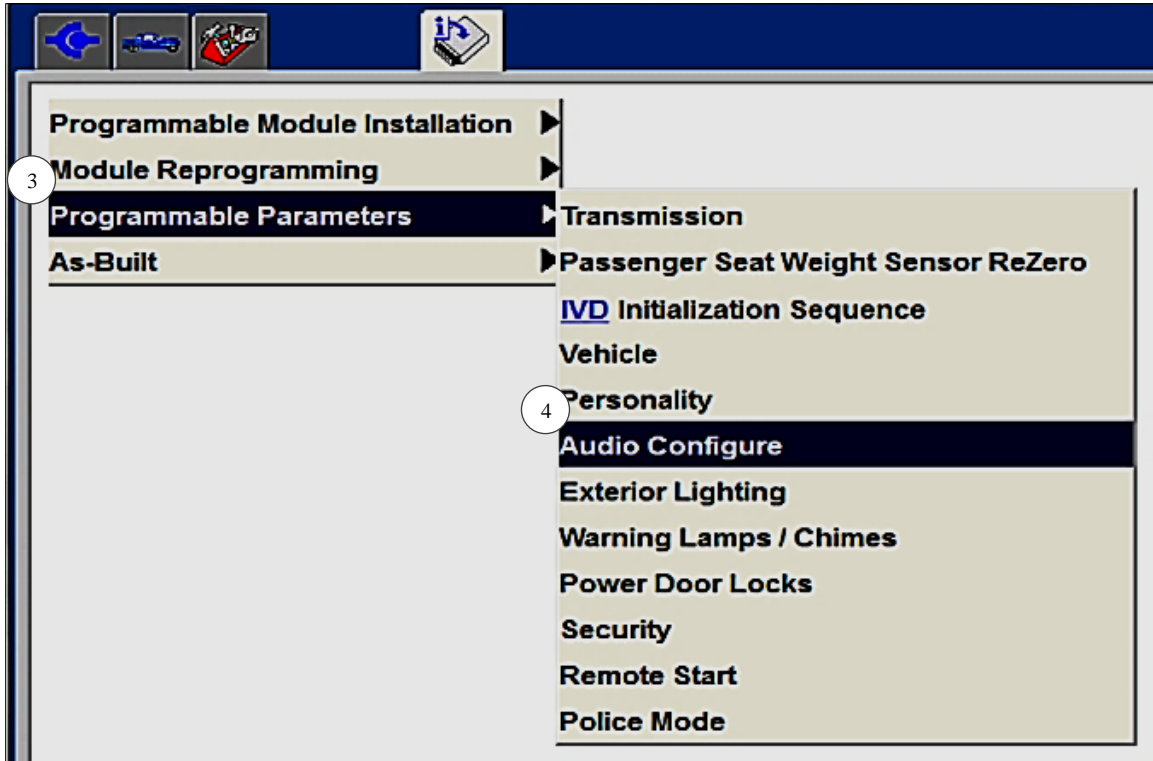 Programmable Module Installation
Module Reprogramming
3
Programmable Parameters
As-Built
Transmission
Passenger Seat Weight Sensor ReZero
IVD Initialization Sequence
Vehicle
Personality
4
Audio Configure
Exterior Lighting
Warning Lamps / Chimes
Power Door Locks
Security
Remote Start
Police Mode